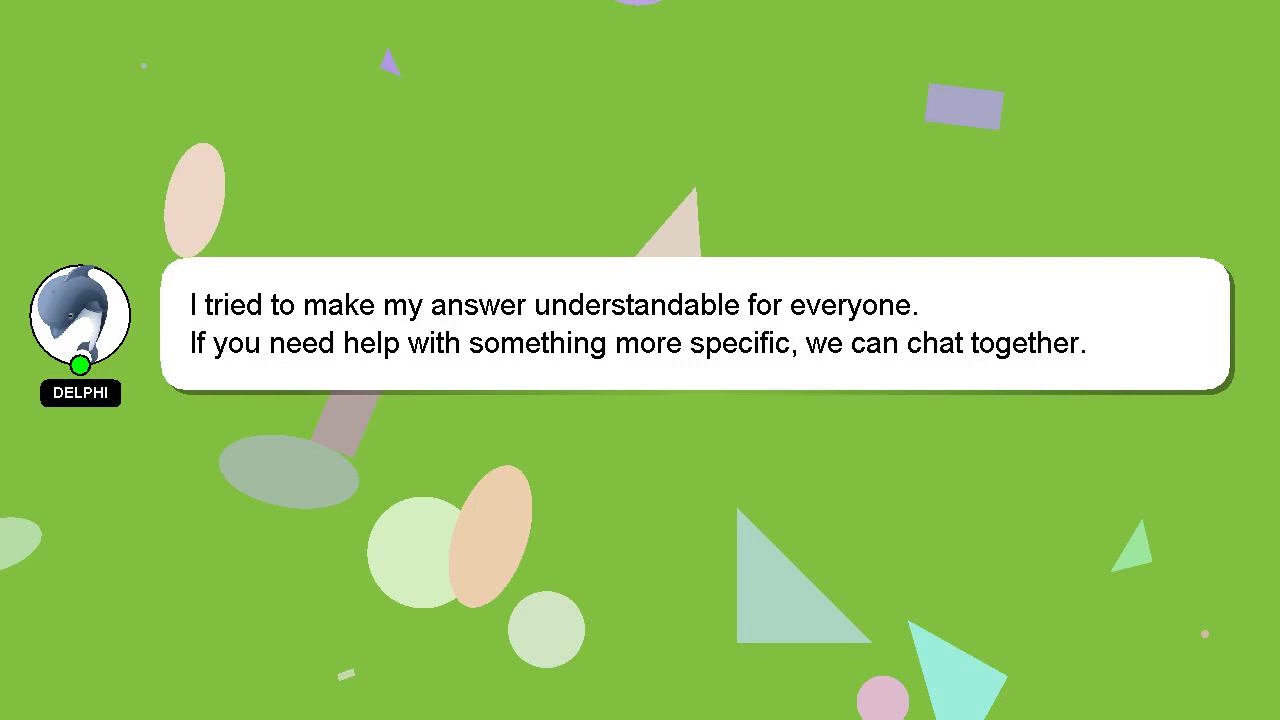 I tried to make my answer understandable for everyone.
If you need help with something more specific, we can chat together.
DELPHI